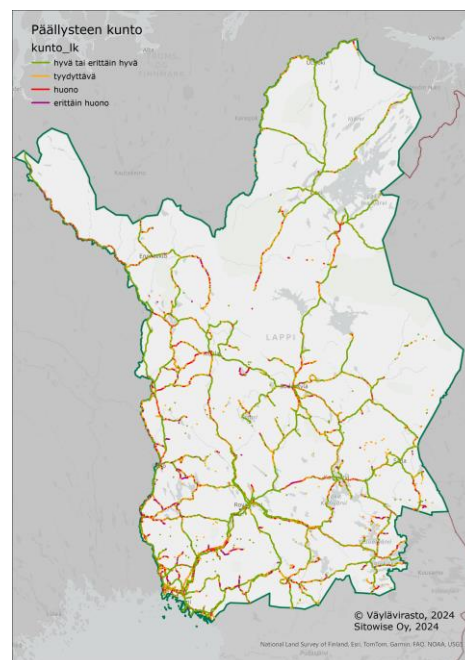 Päällysteen kunto
kunto_lk
hyvä tai erittäin hyvä
tyydyttävä
huono
erittäin huono
LAPPI
© Väylävirasto, 2024
Sitowise Oy, 2024
National Land Survey of Finland, Esri, TomTom, Garmin, FAO, NOAA, USGS